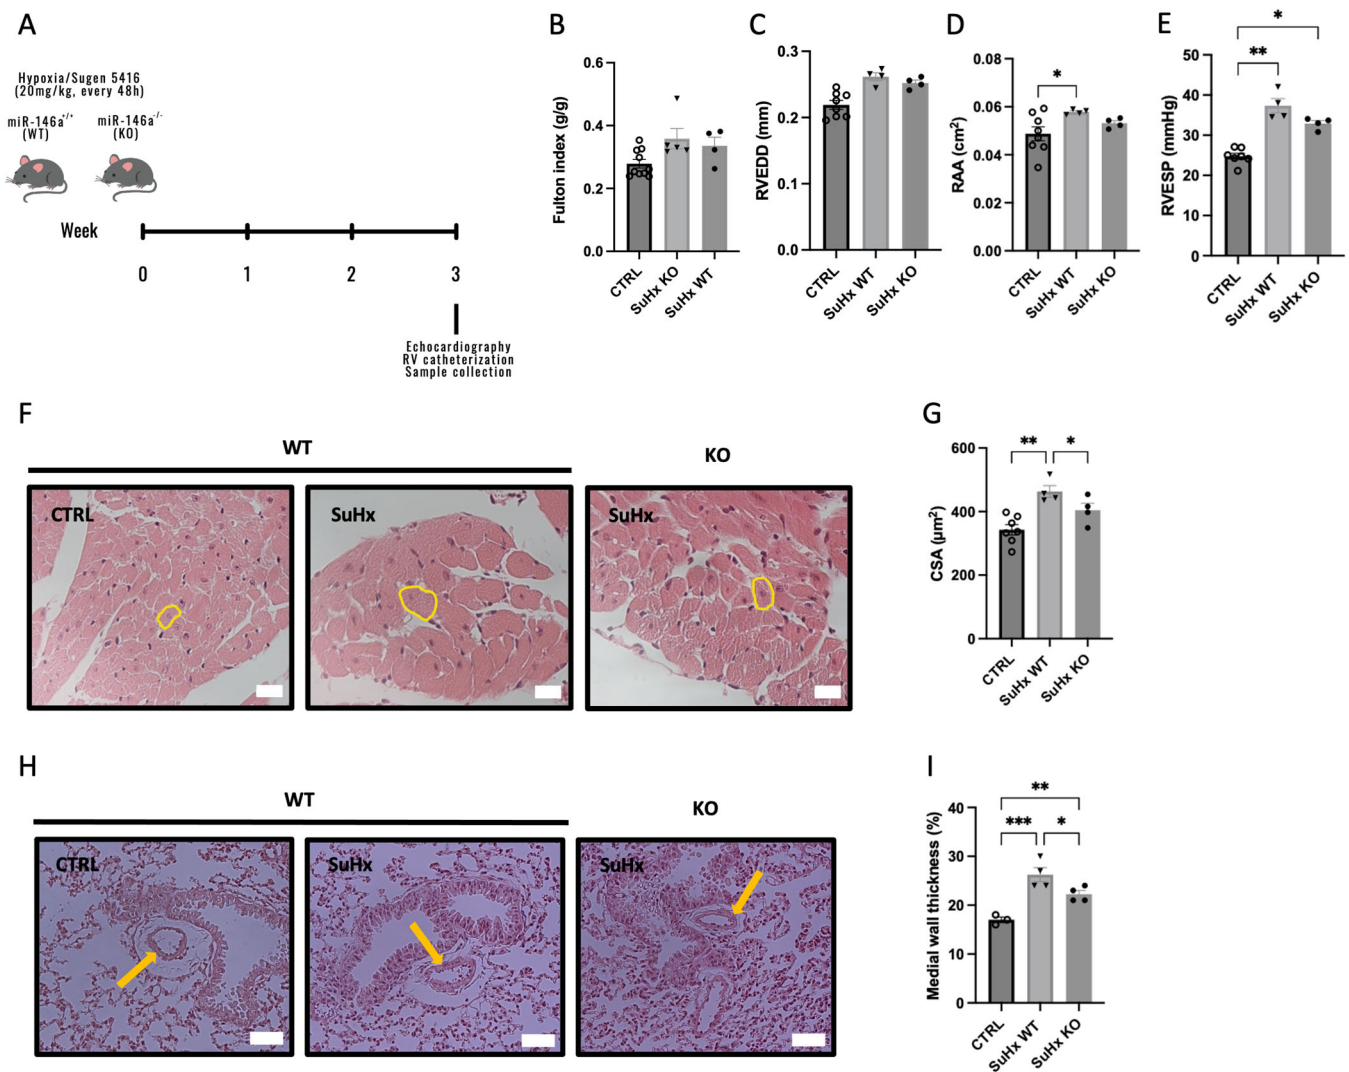 A
Hypoxia/Sugen 5416
(20mg/kg, every 48h)
miR-146a+/+
(WT)
miR-146a-/-
(KO)
Week
0
1
2
3
Echocardiography
RV catheterization
Sample collection
B
Fulton index (g/g)
0.6
0.4
0.2
0.0
CTRL
SuHx KO
SuHx WT
C
RVEDD (mm)
0.3
0.2
0.1
0.0
CTRL
SuHx WT
SuHx KO
D
RAA (cm2)
0.08
0.06
0.04
0.02
0.00
*
CTRL
SuHx WT
SuHx KO
E
RVESP (mmHg)
50
40
30
20
10
0
*
**
CTRL
SuHx WT
SuHx KO
F
WT
KO
CTRL
SuHx
SuHx
G
CSA (µm2)
600
400
200
0
**
*
CTRL
SuHx WT
SuHx KO
H
WT
KO
CTRL
SuHx
SuHx
I
Medial wall thickness (%)
40
30
20
10
0
**
***
*
CTRL
SuHx WT
SuHx KO